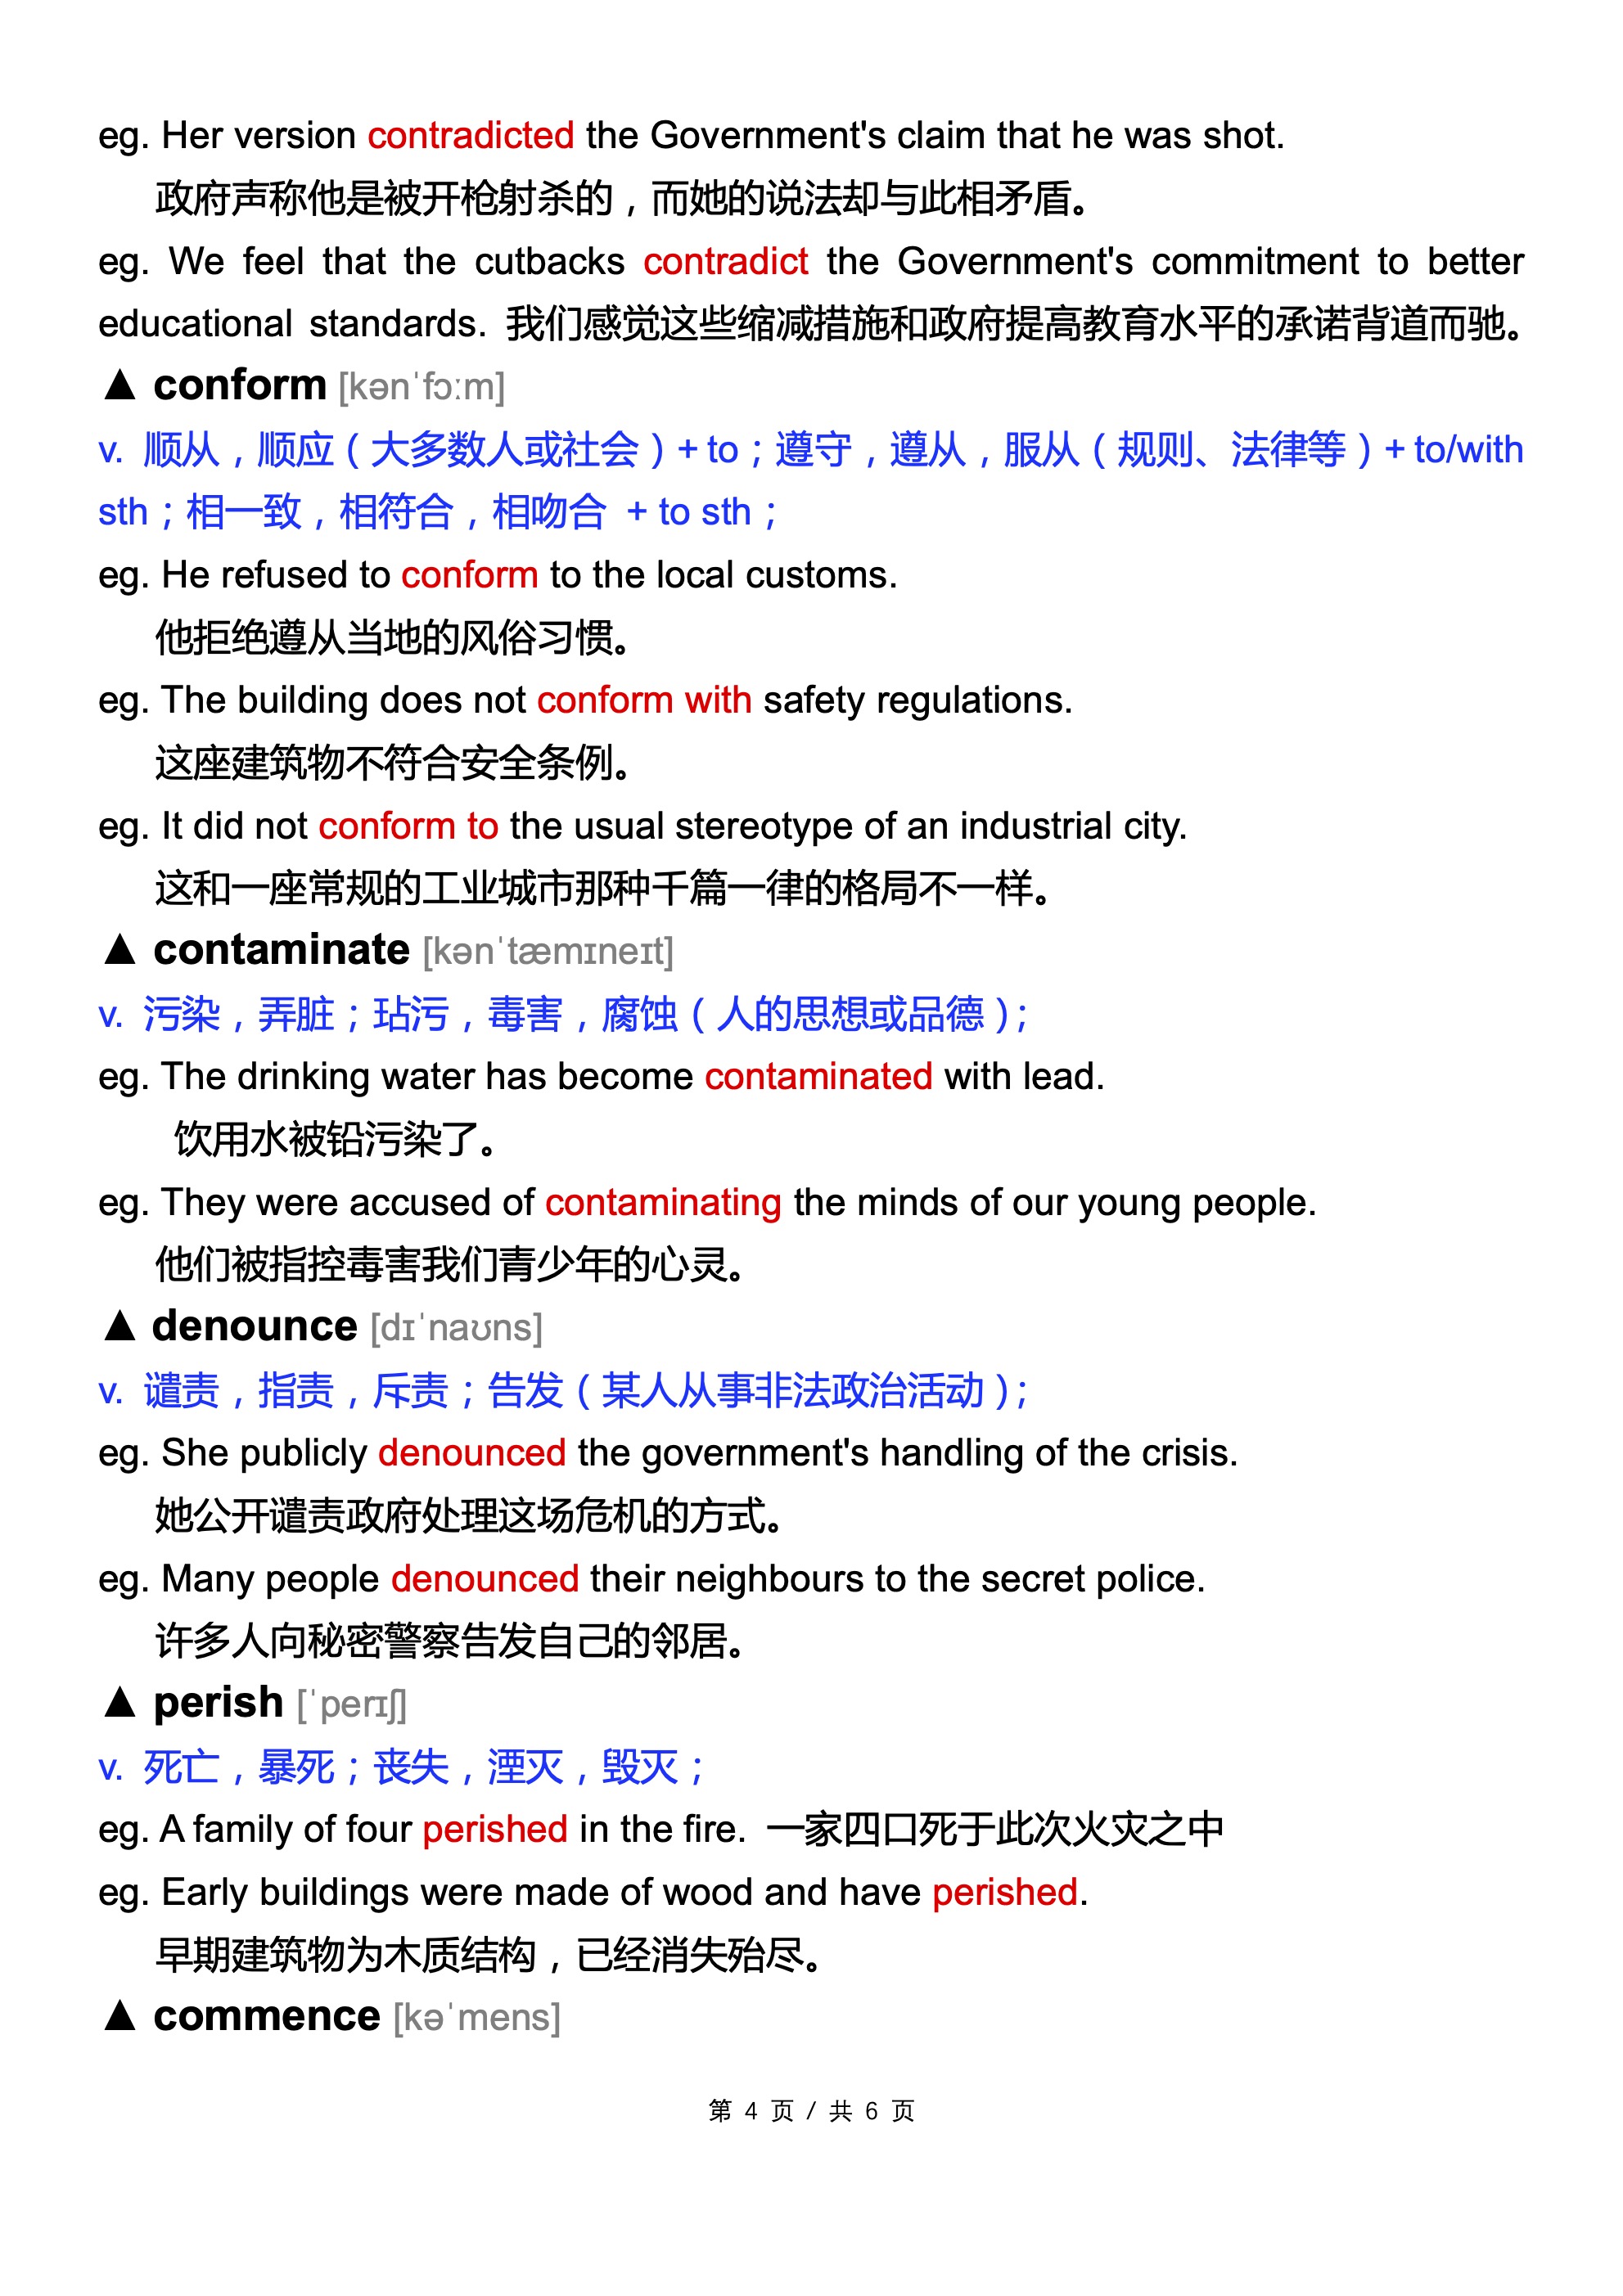 eg. Her version contradicted the Government's claim that he was shot.
政府声称他是被开枪射杀的，而她的说法却与此相矛盾。
eg. We feel that the cutbacks contradict the Government's commitment to better
educational standards. 我们感觉这些缩减措施和政府提高教育水平的承诺背道而驰。
▲ conform [kənˈfɔːm]
v. 顺从，顺应（大多数人或社会）+ to；遵守，遵从，服从（规则、法律等）+ to/with
sth；相一致，相符合，相吻合 + to sth；
eg. He refused to conform to the local customs.
他拒绝遵从当地的风俗习惯。
eg. The building does not conform with safety regulations.
这座建筑物不符合安全条例。
eg. It did not conform to the usual stereotype of an industrial city.
这和一座常规的工业城市那种千篇一律的格局不一样。
▲ contaminate [kənˈtæmɪneɪt]
v. 污染，弄脏；玷污，毒害，腐蚀（人的思想或品德）；
eg. The drinking water has become contaminated with lead.
饮用水被铅污染了。
eg. They were accused of contaminating the minds of our young people.
他们被指控毒害我们青少年的心灵。
▲ denounce [dɪˈnaʊns]
v. 谴责，指责，斥责；告发（某人从事非法政治活动）；
eg. She publicly denounced the government's handling of the crisis.
她公开谴责政府处理这场危机的方式。
eg. Many people denounced their neighbours to the secret police.
许多人向秘密警察告发自己的邻居。
▲ perish [ˈperɪʃ]
v. 死亡，暴死；丧失，湮灭，毁灭；
eg. A family of four perished in the fire. 一家四口死于此次火灾之中
eg. Early buildings were made of wood and have perished.
早期建筑物为木质结构，已经消失殆尽。
▲ commence [kəˈmens]
第 4 页 / 共 6 页